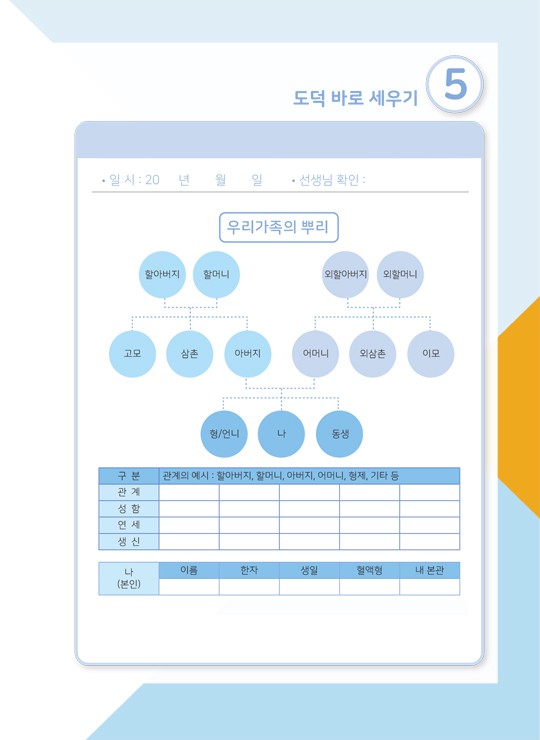 도덕 바로 세우기
5
• 일 시 : 20 년 월 일 • 선생님 확인 :
우리가족의 뿌리
할아버지 할머니 외할아버지 외할머니
고모 삼촌 아버지 어머니 외삼촌 이모
형/언니 나 동생
구 분 관계의 예시 : 할아버지, 할머니, 아버지, 어머니, 형제, 기타 등
관 계
성 함
연 세
생 신
나 이름 한자 생일 혈액형 내 본관
(본인)